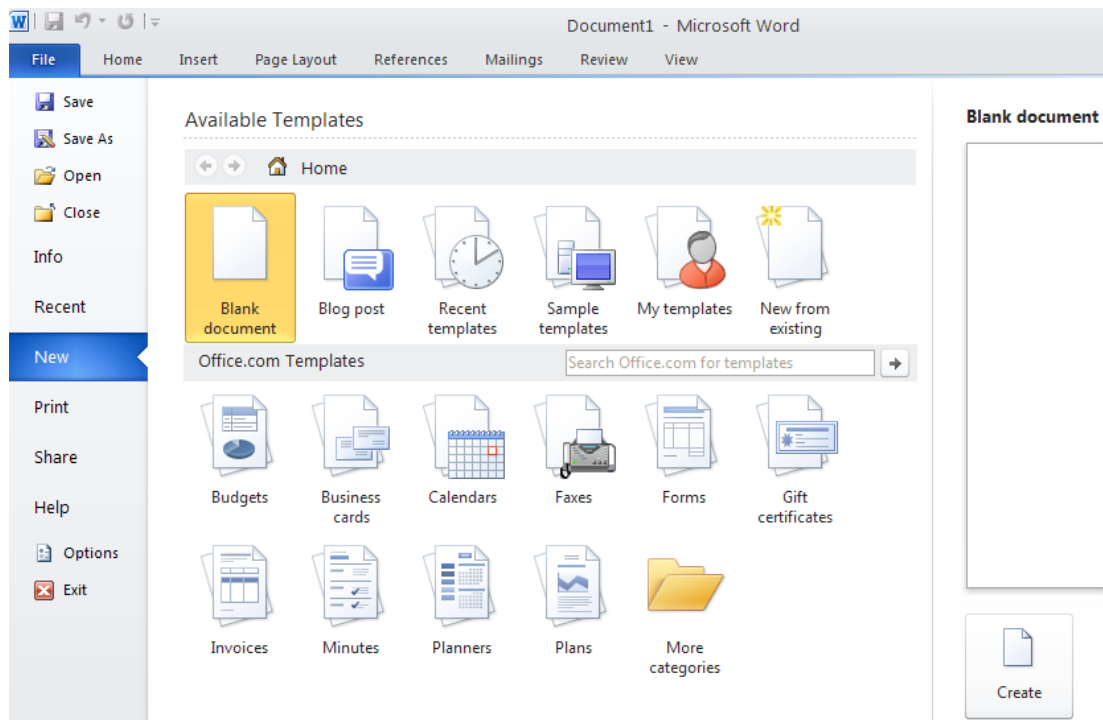 W
Document1 - Microsoft Word
File Home Insert Page Layout References Mailings Review View
Save
Save As
Open
Close
Info
Recent
New
Print
Share
Help
Options
Exit
Available Templates
Home
Blank
document
Blog post
Recent
templates
Sample
templates
My templates
New from
existing
Office.com Templates
Search Office.com for templates
Budgets
Business
cards
Calendars
Faxes
Forms
Gift
certificates
Invoices
Minutes
Planners
Plans
More
categories
Blank document
Create